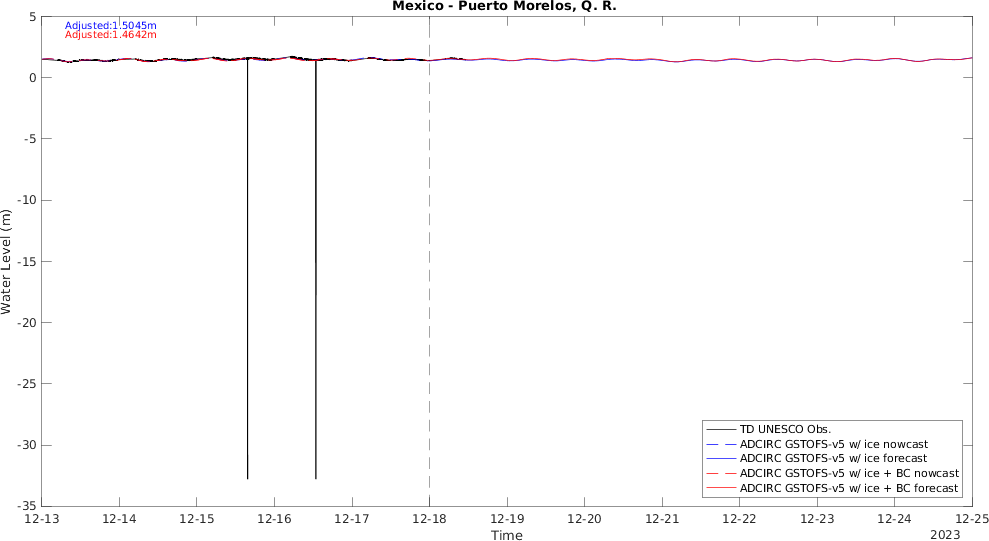 Mexico - Puerto Morelos, Q. R.
Adjusted:1.5045m
Adjusted:1.4642m
5
0
-5
-10
-15
-20
-25
-30
-35
Water Level (m)
TD UNESCO Obs.
ADCIRC GSTOFS-v5 w/ ice nowcast
ADCIRC GSTOFS-v5 w/ ice forecast
ADCIRC GSTOFS-v5 w/ ice + BC nowcast
ADCIRC GSTOFS-v5 w/ ice + BC forecast
12-13 12-14 12-15 12-16 12-17 12-18 12-19 12-20 12-21 12-22 12-23 12-24 12-25
Time
2023